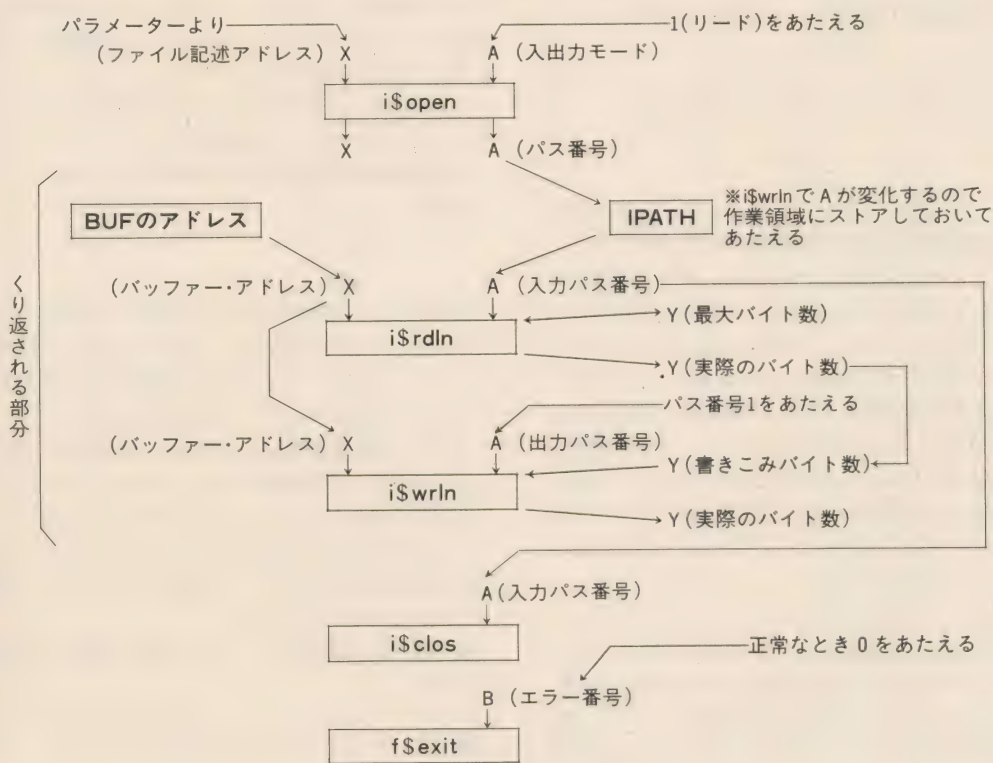 パラメーターより
1(リード)をあたえる
(ファイル記述アドレス) X
A (入出力モード)
i$open
X
A (パス番号)
BUFのアドレス
IPATH
※i$wrlnでAが変化するので
作業領域にストアしておいて
あたえる
くり返される部分
(バッファー・アドレス) X
A (入力パス番号)
i$rdln
Y(最大バイト数)
Y(実際のバイト数)
パス番号1をあたえる
(バッファー・アドレス) X
A (出力パス番号)
Y(書きこみバイト数)
i$wrln
Y(実際のバイト数)
A(入力パス番号)
i$clos
正常なとき0をあたえる
B (エラー番号)
f$exit